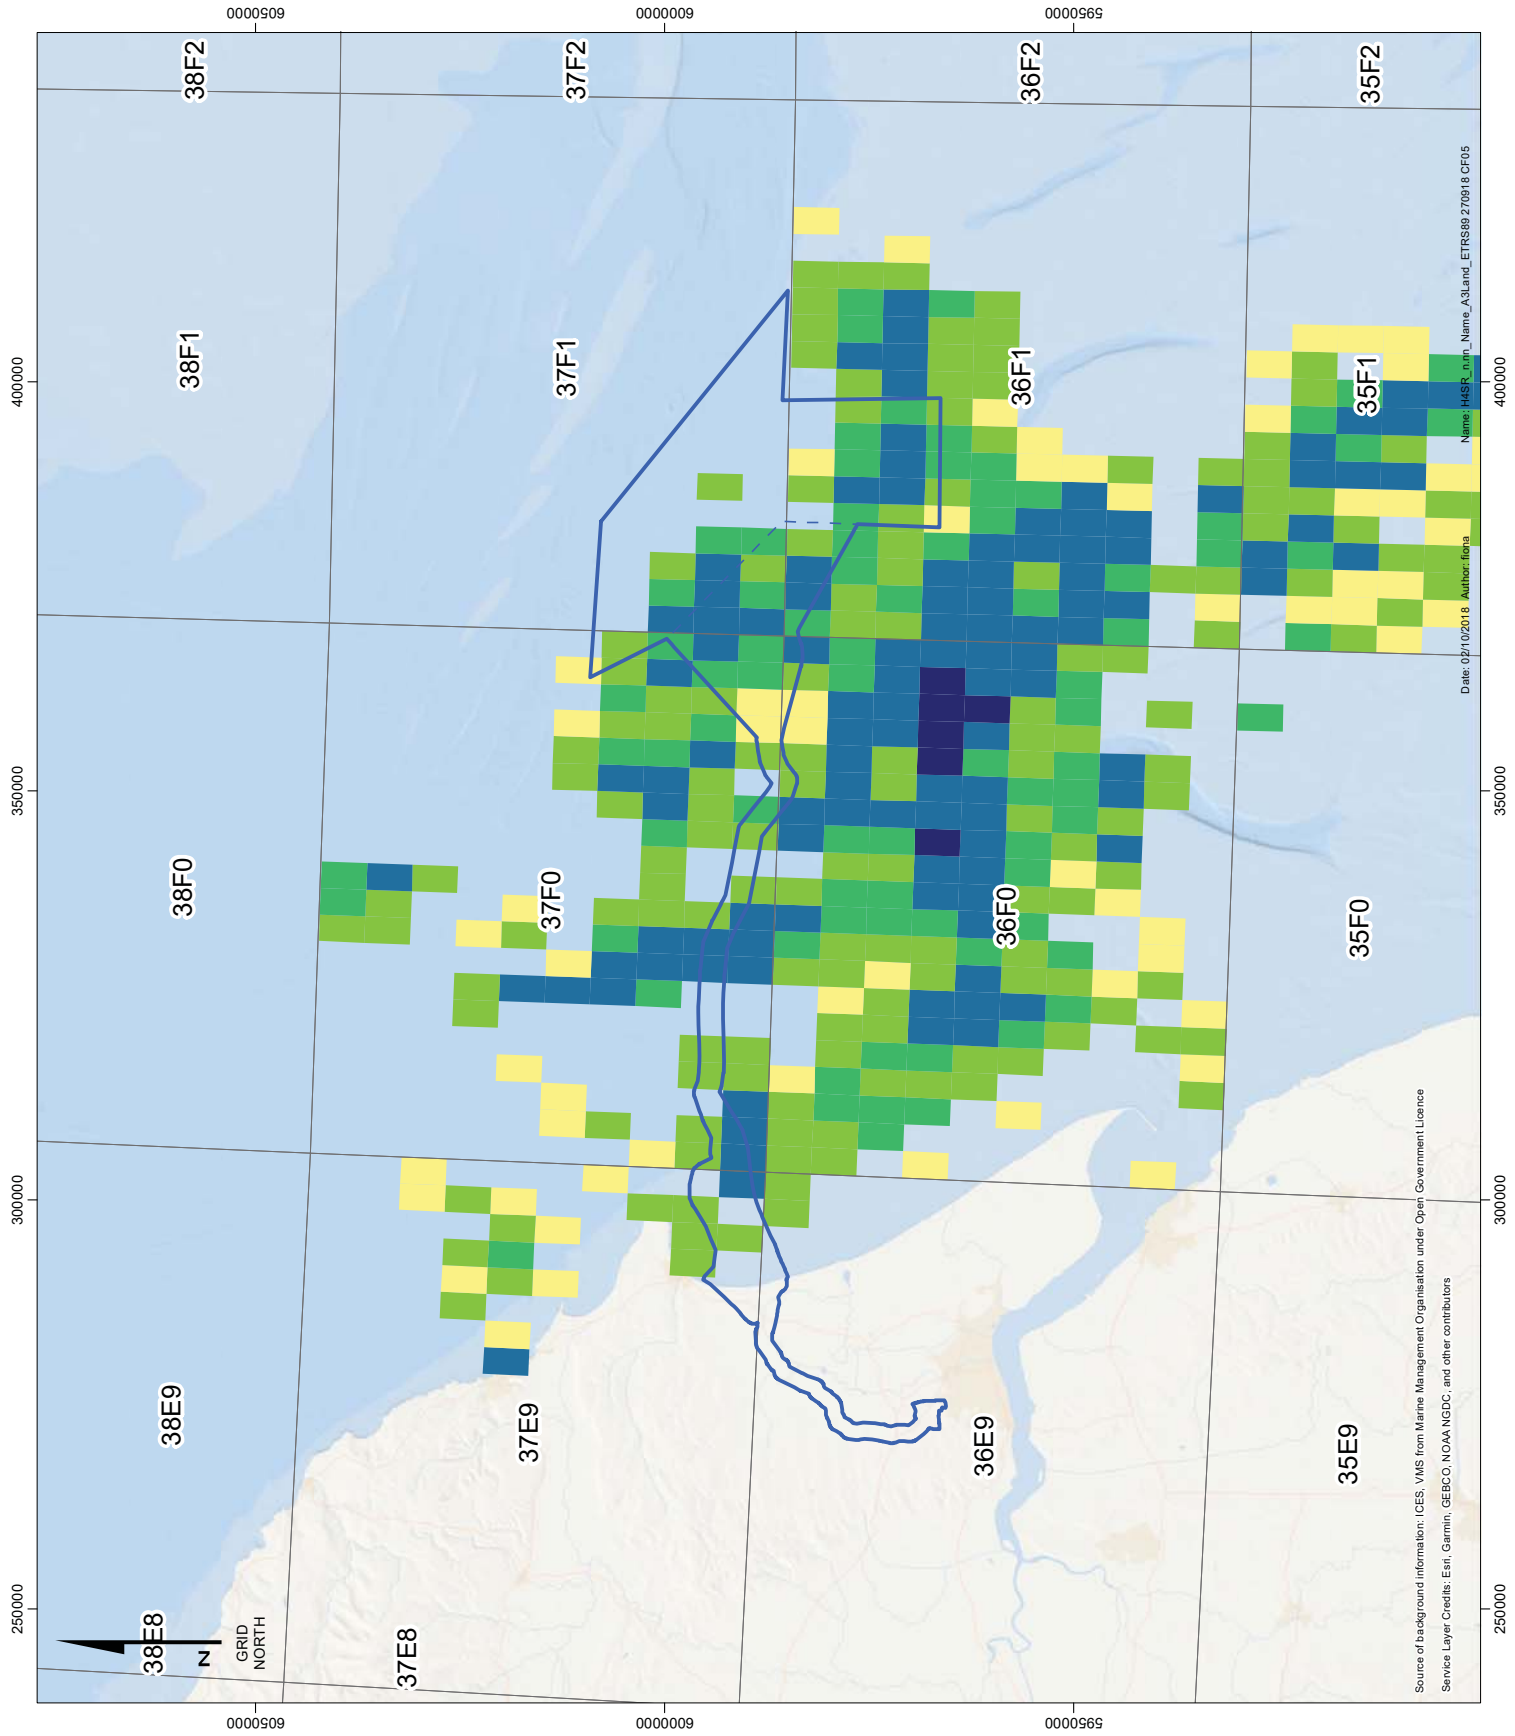 250000
300000
350000
400000
6050000
6000000
5950000
38E8
38E9
38F0
38F1
38F2
37E8
37E9
37F0
37F1
37F2
36E9
36F0
36F1
36F2
35E9
35F0
35F1
35F2
N
GRID
NORTH
6050000
6000000
5950000
250000
300000
350000
400000
Source of background information: ICES, VMS from Marine Management Organisation under Open Government Licence
Service Layer Credits: Esri, Garmin, GEBCO, NOAA NGDC, and other contributors
Date: 02/10/2018 Author: fiona Name: H4SR_n.nn_Name_A3Land_ETRS89 270918 CF05